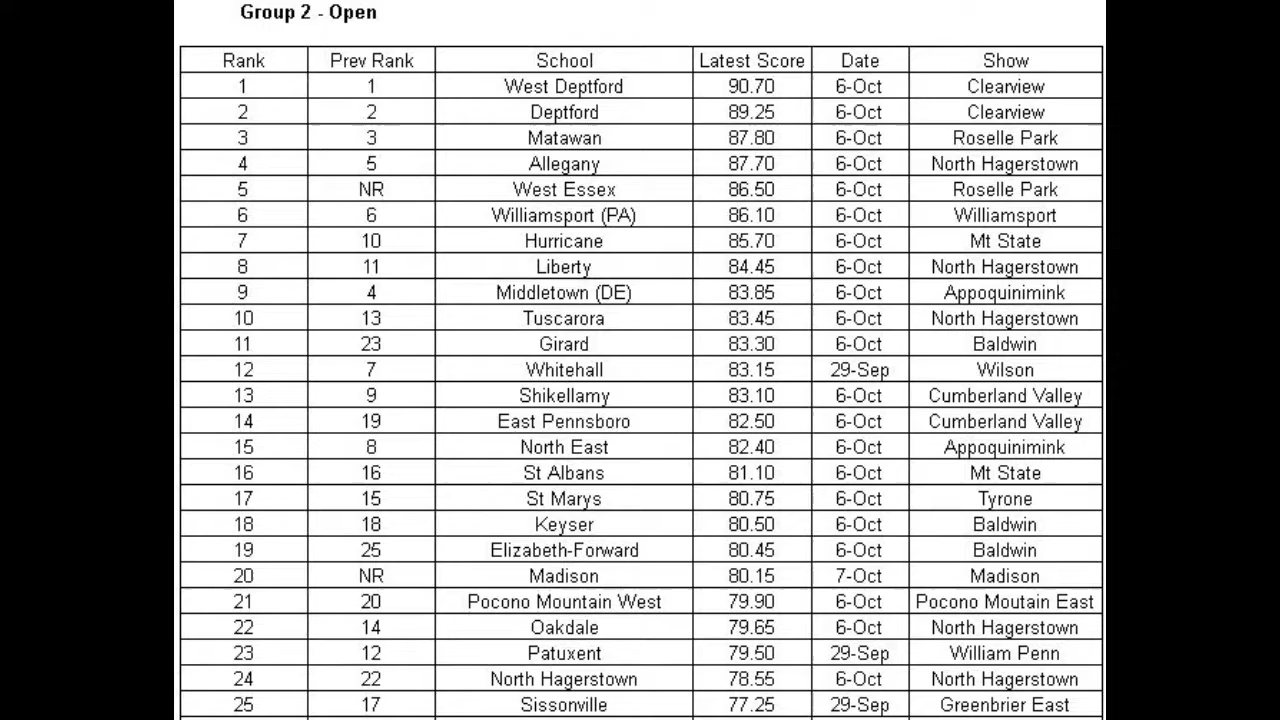 Group 2 - Open
Rank Prev Rank School Latest Score Date Show
1 1 West Deptford 90.70 6-Oct Clearview
2 2 Deptford 89.25 6-Oct Clearview
3 3 Matawan 87.80 6-Oct Roselle Park
4 5 Allegany 87.70 6-Oct North Hagerstown
5 NR West Essex 86.50 6-Oct Roselle Park
6 6 Williamsport (PA) 86.10 6-Oct Williamsport
7 10 Hurricane 85.70 6-Oct Mt State
8 11 Liberty 84.45 6-Oct North Hagerstown
9 4 Middletown (DE) 83.85 6-Oct Appoquinimink
10 13 Tuscarora 83.45 6-Oct North Hagerstown
11 23 Girard 83.30 6-Oct Baldwin
12 7 Whitehall 83.15 29-Sep Wilson
13 9 Shikellamy 83.10 6-Oct Cumberland Valley
14 19 East Pennsboro 82.50 6-Oct Cumberland Valley
15 8 North East 82.40 6-Oct Appoquinimink
16 16 St Albans 81.10 6-Oct Mt State
17 15 St Marys 80.75 6-Oct Tyrone
18 18 Keyser 80.50 6-Oct Baldwin
19 25 Elizabeth-Forward 80.45 6-Oct Baldwin
20 NR Madison 80.15 7-Oct Madison
21 20 Pocono Mountain West 79.90 6-Oct Pocono Moutain East
22 14 Oakdale 79.65 6-Oct North Hagerstown
23 12 Patuxent 79.50 29-Sep William Penn
24 22 North Hagerstown 78.55 6-Oct North Hagerstown
25 17 Sissonville 77.25 29-Sep Greenbrier East